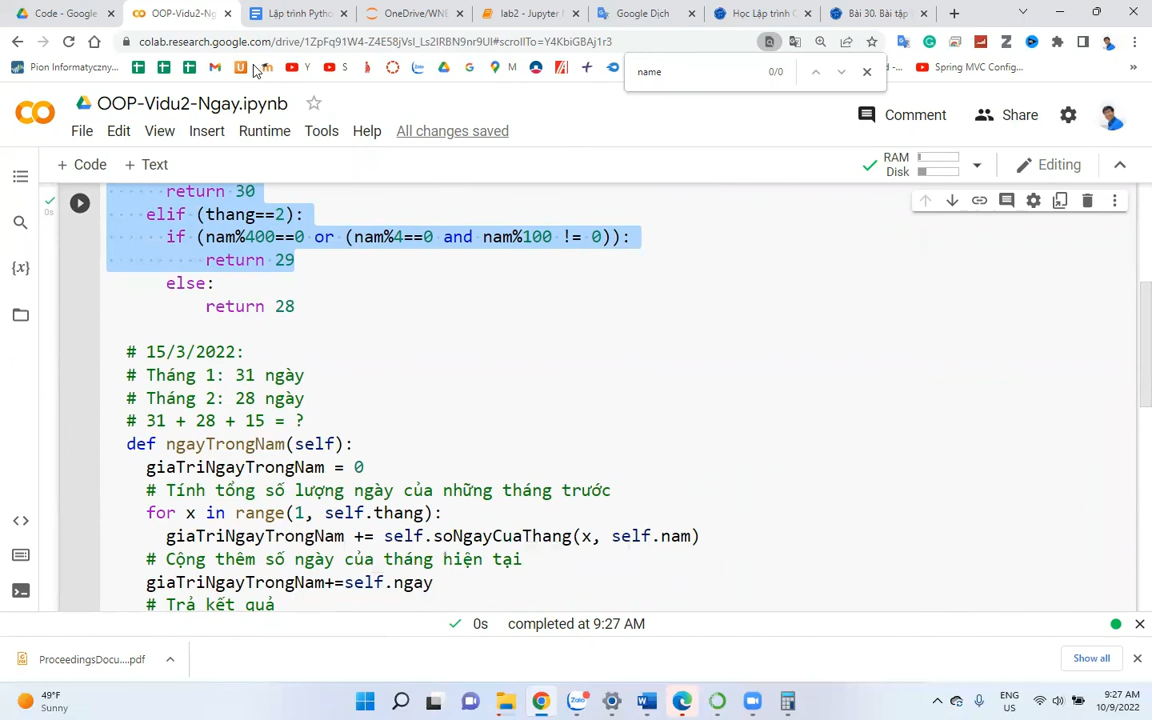 Code - Google
OOP-Vidu2-Ng
Lập trình Pytho
OneDrive/WNE
lab2 - Jupyter
Google Dịch
Học Lập trình
Bài 30. Bài tập
colab.research.google.com/drive/1ZpFq91W4-Z4E58jVsI_Ls2IRBN9nr9UI#scrollTo=Y4KbiGBAj1r3
Pion Informatyczny... Y S M Spring MVC Config...
name 0/0
OOP-Vidu2-Ngay.ipynb
Comment Share
File Edit View Insert Runtime Tools Help All changes saved
+ Code + Text RAM Disk Editing
return 30
elif (thang==2):
if (nam%400==0 or (nam%4==0 and nam%100 != 0)):
return 29
else:
return 28
# 15/3/2022:
# Tháng 1: 31 ngày
# Tháng 2: 28 ngày
# 31 + 28 + 15 = ?
def ngayTrongNam(self):
giaTriNgayTrongNam = 0
# Tính tổng số lượng ngày của những tháng trước
for x in range(1, self.thang):
giaTriNgayTrongNam += self.soNgayCuaThang(x, self.nam)
# Cộng thêm số ngày của tháng hiện tại
giaTriNgayTrongNam+=self.ngay
# Trả kết quả
0s completed at 9:27 AM
ProceedingsDocu....pdf Show all
49°F
Sunny
ENG
US
9:27 AM
10/9/2022